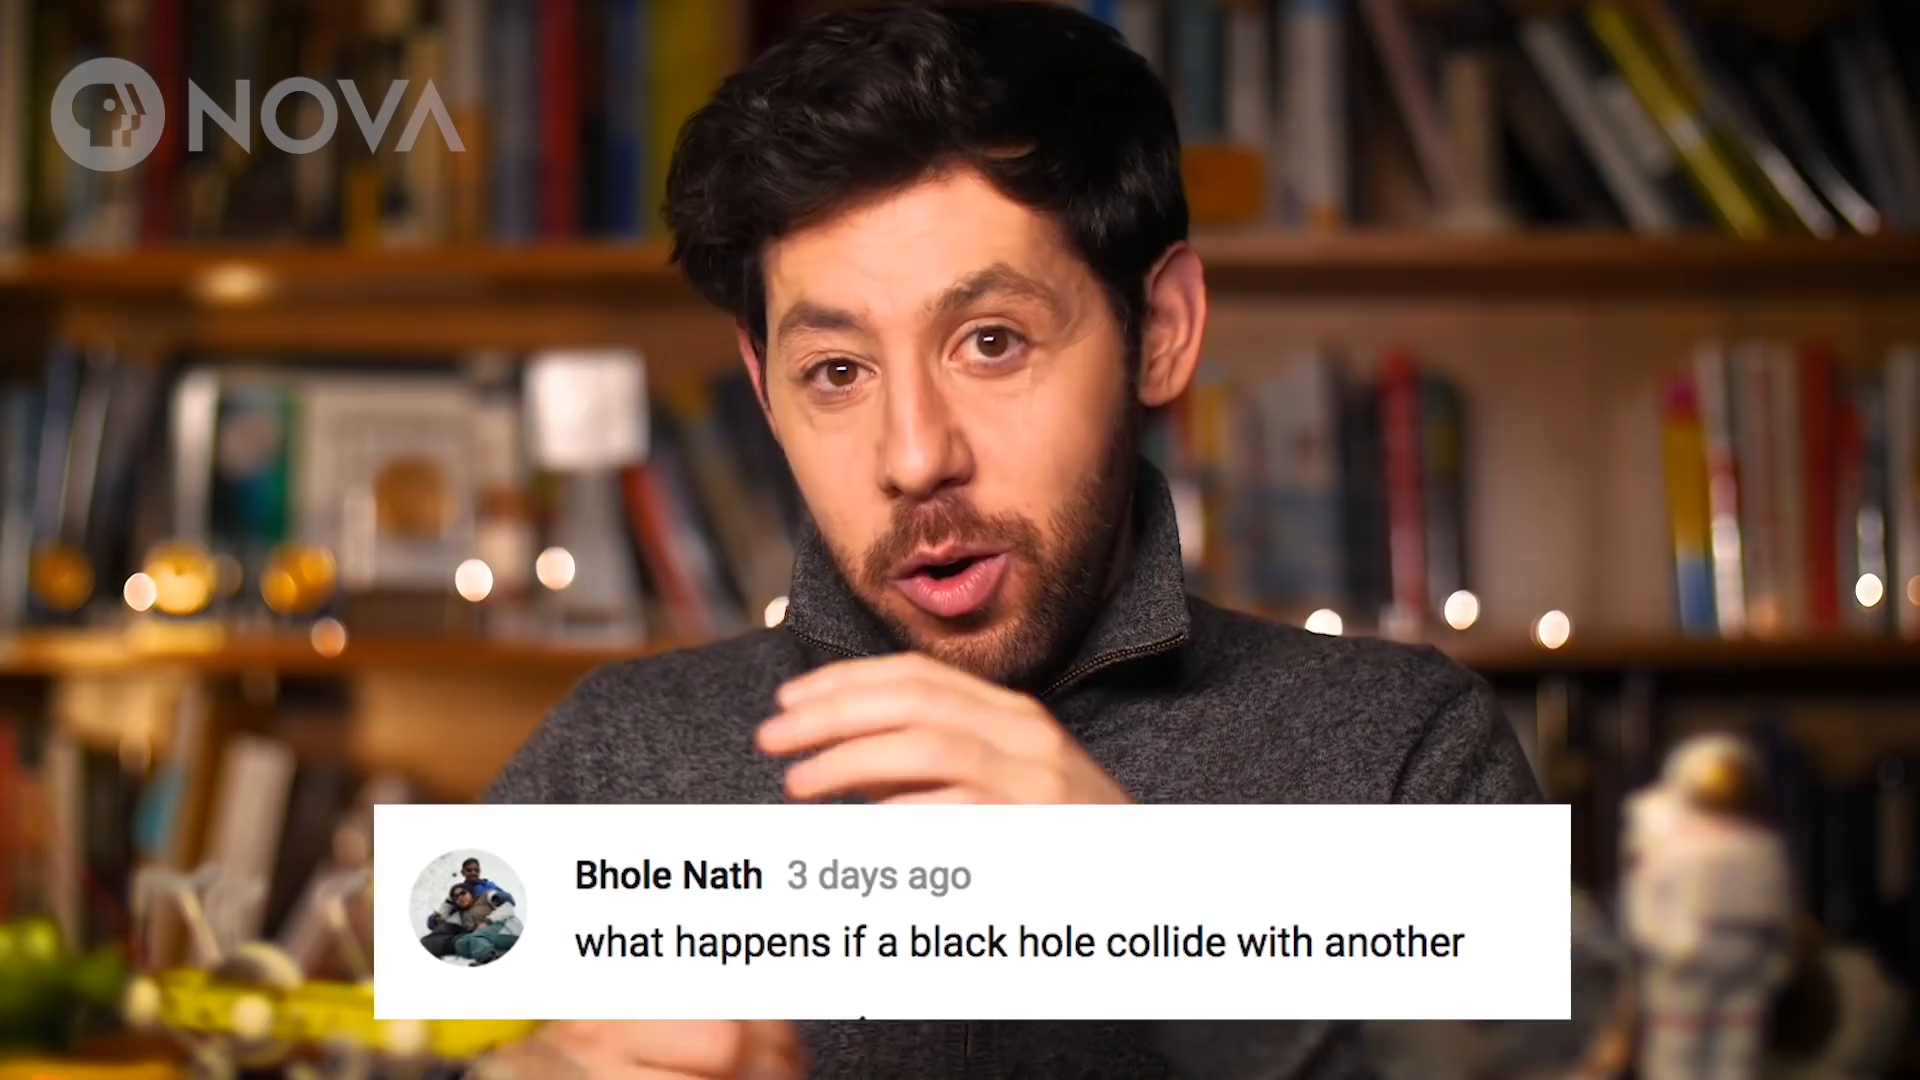 NOVA
Bhole Nath 3 days ago
what happens if a black hole collide with another